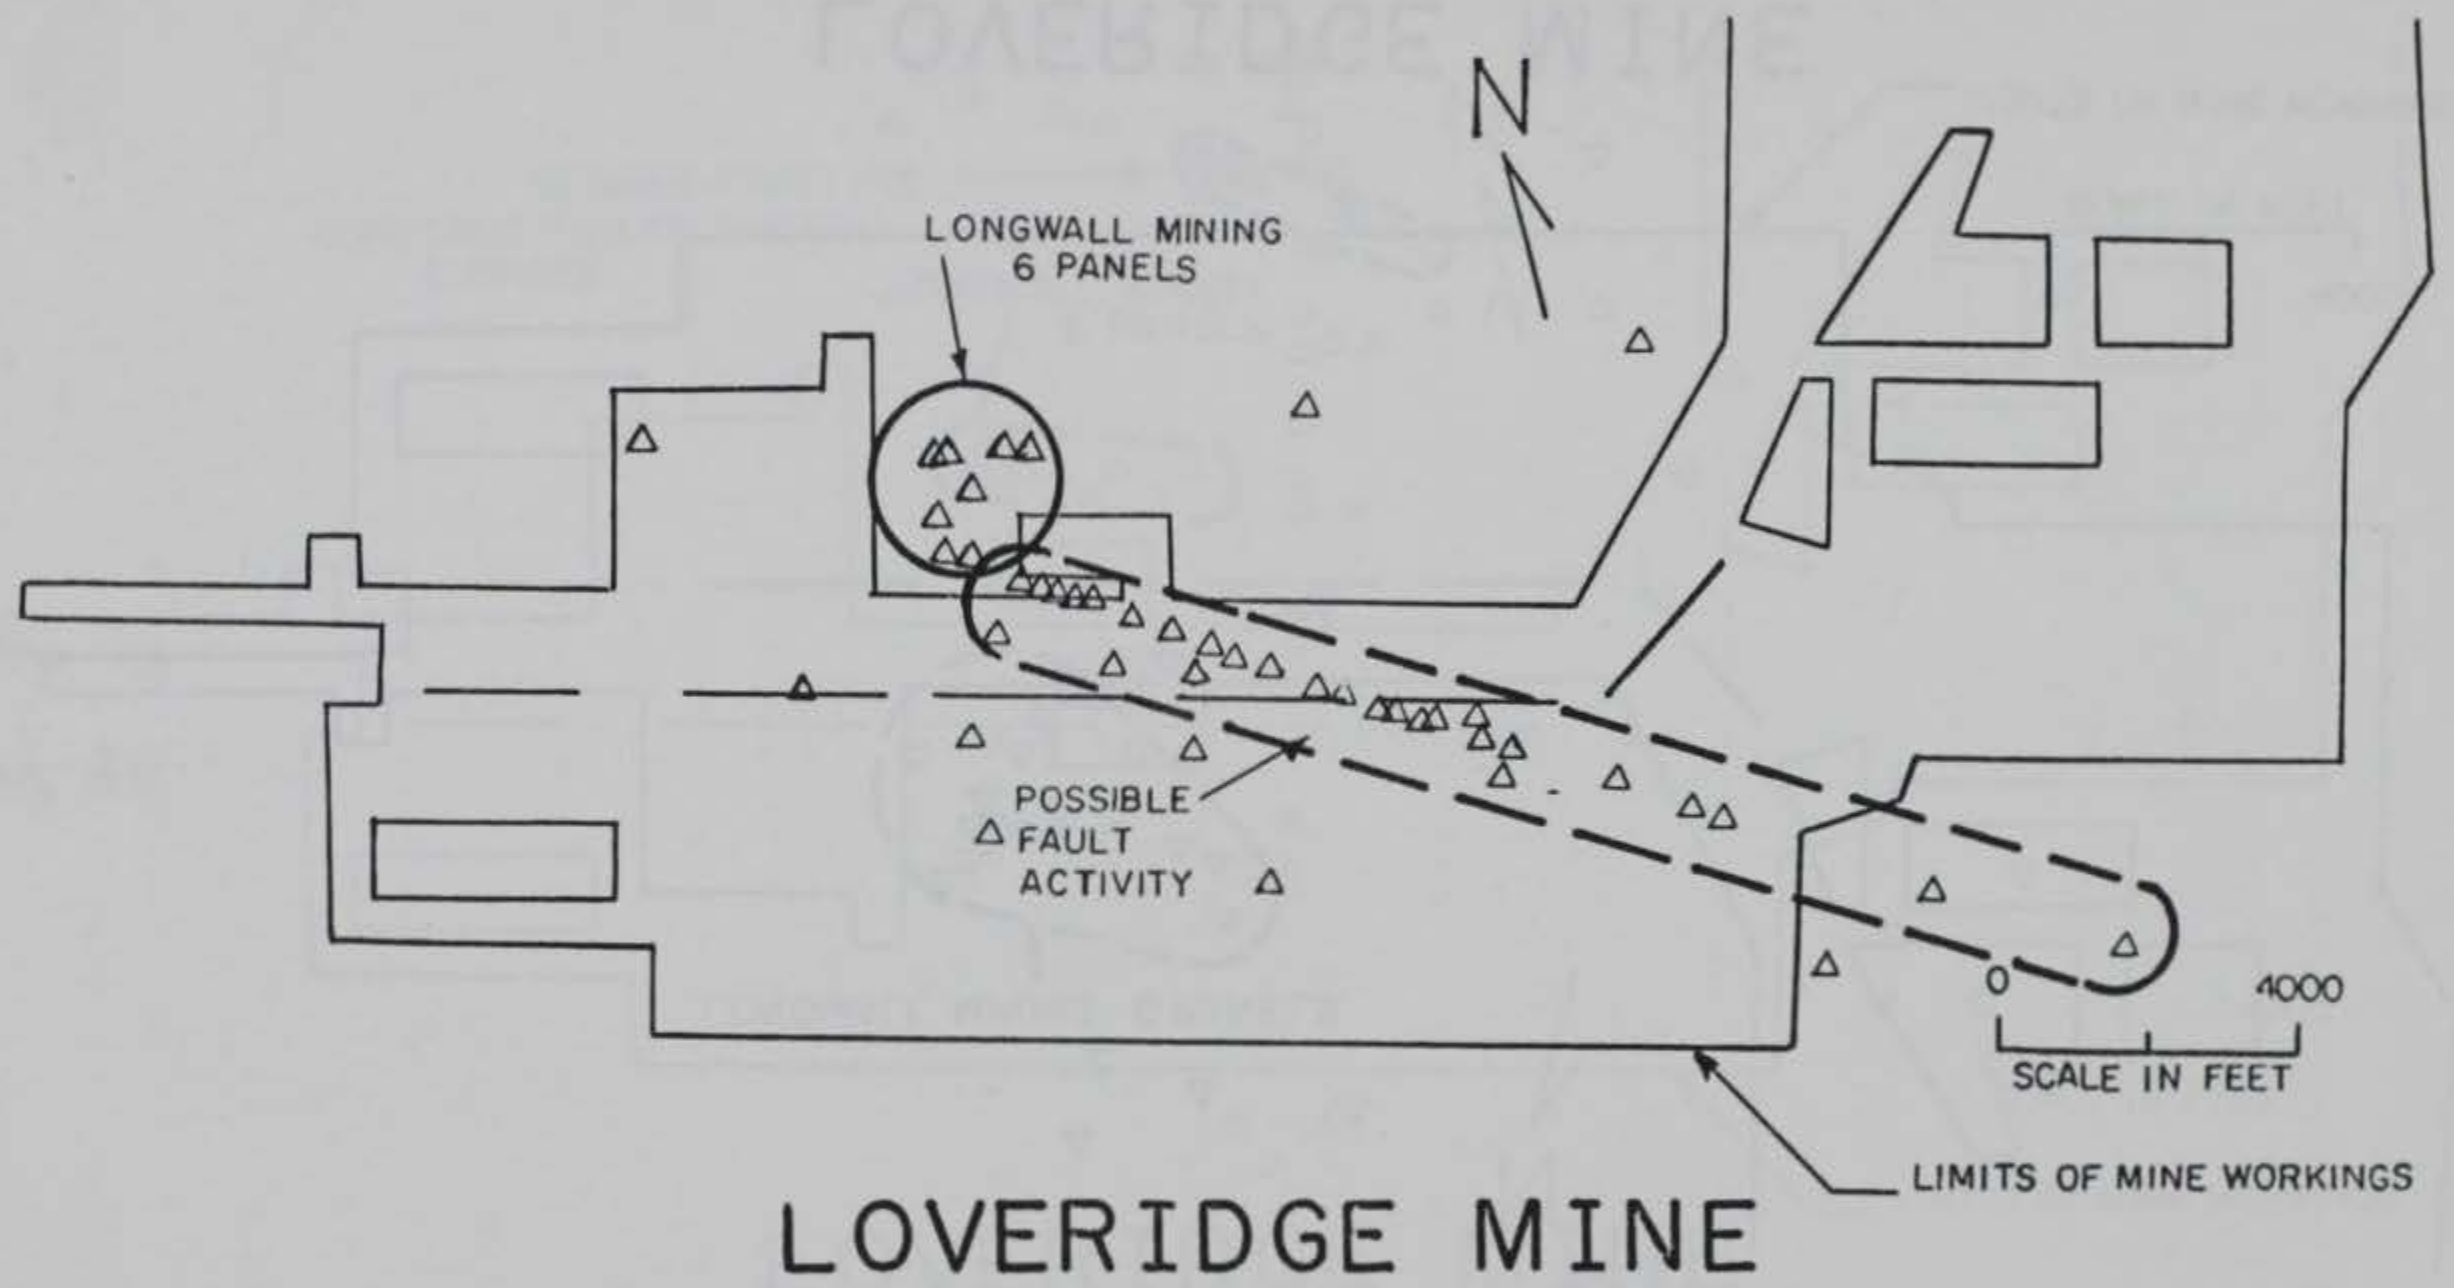 N
LONGWALL MINING
6 PANELS
POSSIBLE
FAULT
ACTIVITY
0 4000
SCALE IN FEET
LIMITS OF MINE WORKINGS
LOVERIDGE MINE